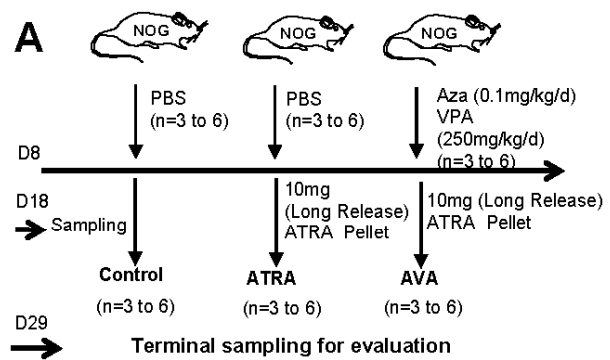 A
NOG NOG NOG
PBS
(n=3 to 6)
PBS
(n=3 to 6)
Aza (0.1mg/kg/d)
VPA
(250mg/kg/d)
(n=3 to 6)
D8
D18
Sampling
10mg
(Long Release)
ATRA Pellet
10mg (Long Release)
ATRA Pellet
Control
(n=3 to 6)
ATRA
(n=3 to 6)
AVA
(n=3 to 6)
D29
Terminal sampling for evaluation